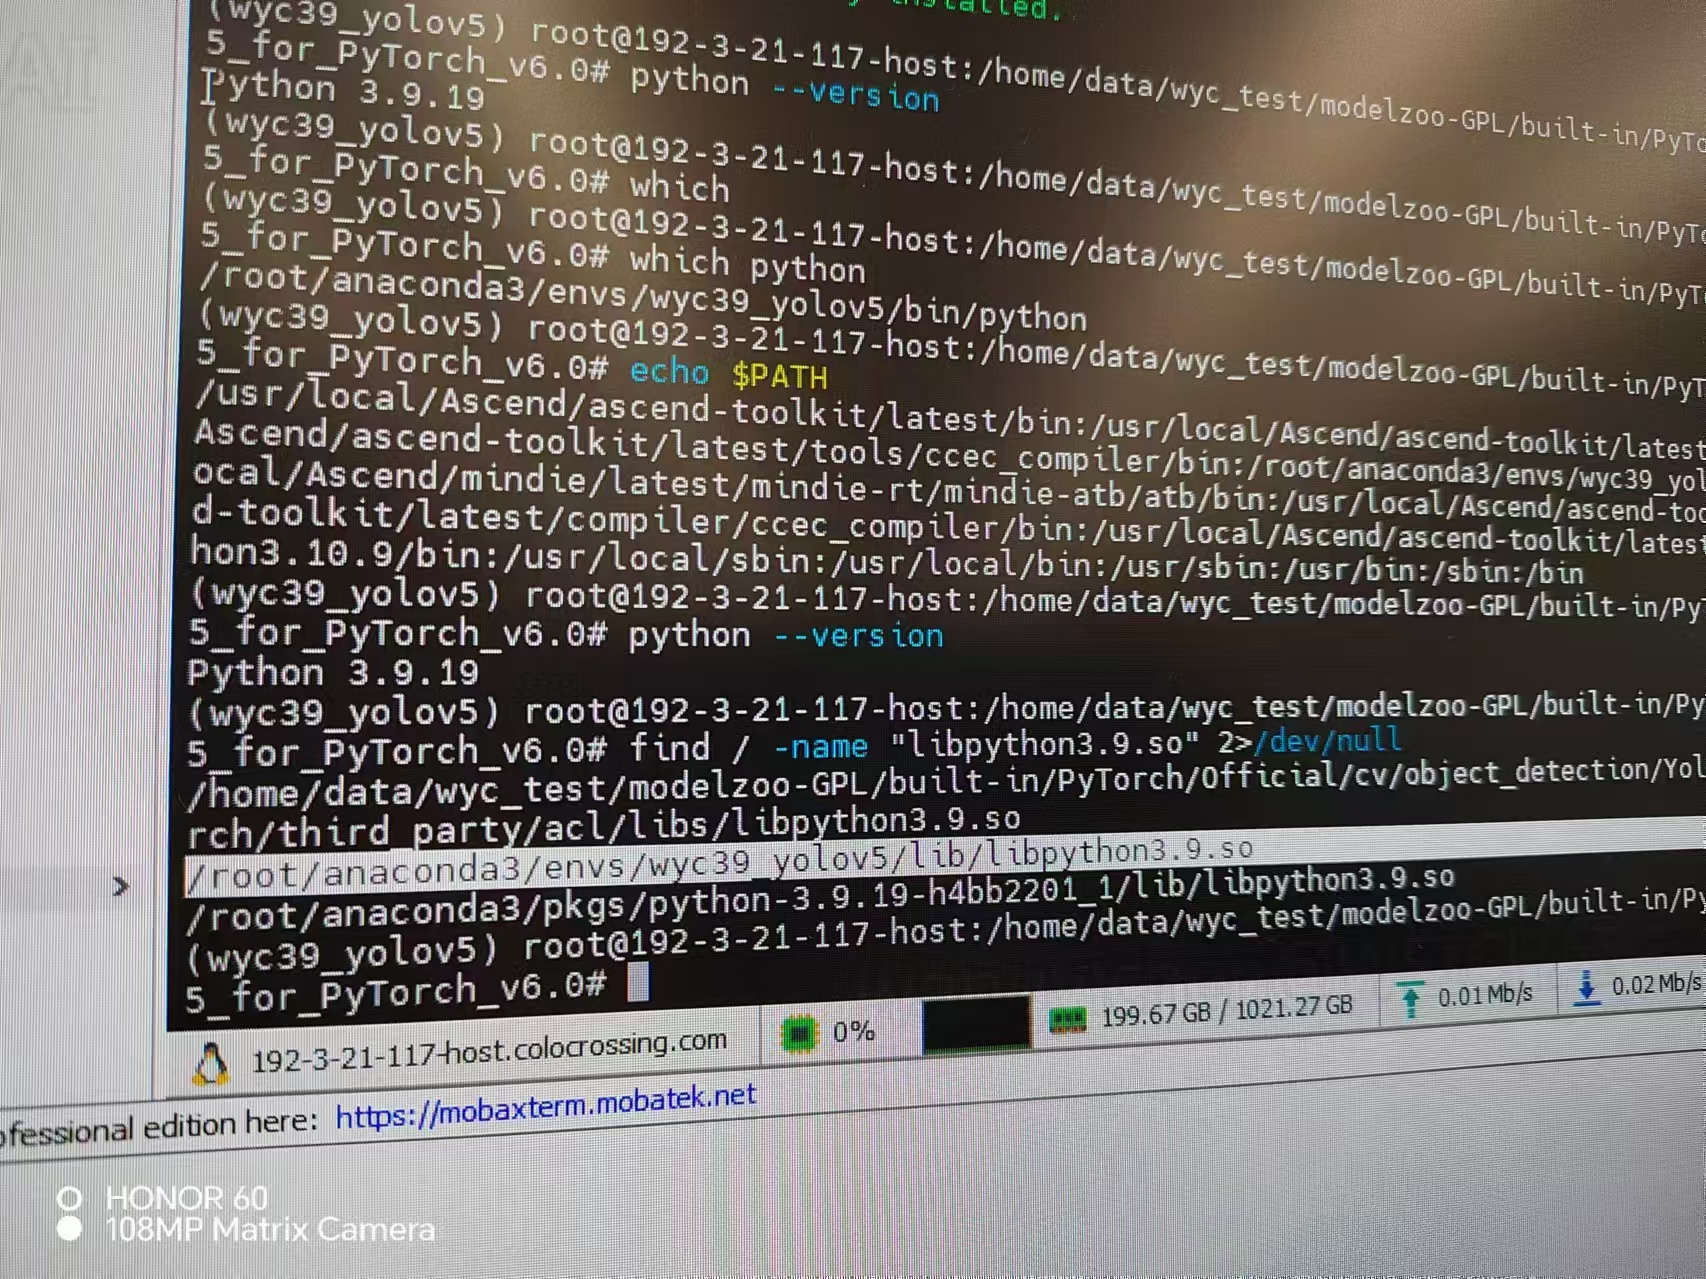 installed.
(wyc39_yolov5) root@192-3-21-117-host:/home/data/wyc_test/modelzoo-GPL/built-in/PyTo
5_for_PyTorch_v6.0# python --version
Python 3.9.19
(wyc39_yolov5) root@192-3-21-117-host:/home/data/wyc_test/modelzoo-GPL/built-in/PyTo
5_for_PyTorch_v6.0# which
(wyc39_yolov5) root@192-3-21-117-host:/home/data/wyc_test/modelzoo-GPL/built-in/PyT
5_for_PyTorch_v6.0# which python
/root/anaconda3/envs/wyc39_yolov5/bin/python
(wyc39_yolov5) root@192-3-21-117-host:/home/data/wyc_test/modelzoo-GPL/built-in/PyT
5_for_PyTorch_v6.0# echo $PATH
/usr/local/Ascend/ascend-toolkit/latest/bin:/usr/local/Ascend/ascend-toolkit/latest
Ascend/ascend-toolkit/latest/tools/ccec_compiler/bin:/root/anaconda3/envs/wyc39_yol
ocal/Ascend/mindie/latest/mindie-rt/mindie-atb/atb/bin:/usr/local/Ascend/ascend-too
d-toolkit/latest/compiler/ccec_compiler/bin:/usr/local/Ascend/ascend-toolkit/latest
hon3.10.9/bin:/usr/local/sbin:/usr/local/bin:/usr/sbin:/usr/bin:/sbin:/bin
(wyc39_yolov5) root@192-3-21-117-host:/home/data/wyc_test/modelzoo-GPL/built-in/PyT
5_for_PyTorch_v6.0# python --version
Python 3.9.19
(wyc39_yolov5) root@192-3-21-117-host:/home/data/wyc_test/modelzoo-GPL/built-in/Py
5_for_PyTorch_v6.0# find / -name "libpython3.9.so" 2>/dev/null
/home/data/wyc_test/modelzoo-GPL/built-in/PyTorch/Official/cv/object_detection/Yol
rch/third_party/acl/libs/libpython3.9.so
/root/anaconda3/envs/wyc39_yolov5/lib/libpython3.9.so
/root/anaconda3/pkgs/python-3.9.19-h4bb2201_1/lib/libpython3.9.so
(wyc39_yolov5) root@192-3-21-117-host:/home/data/wyc_test/modelzoo-GPL/built-in/Py
5_for_PyTorch_v6.0#
192-3-21-117-host.colocrossing.com 0% 199.67 GB / 1021.27 GB 0.01 Mb/s 0.02 Mb/s
ofessional edition here: https://mobaxterm.mobatek.net
HONOR 60
108MP Matrix Camera